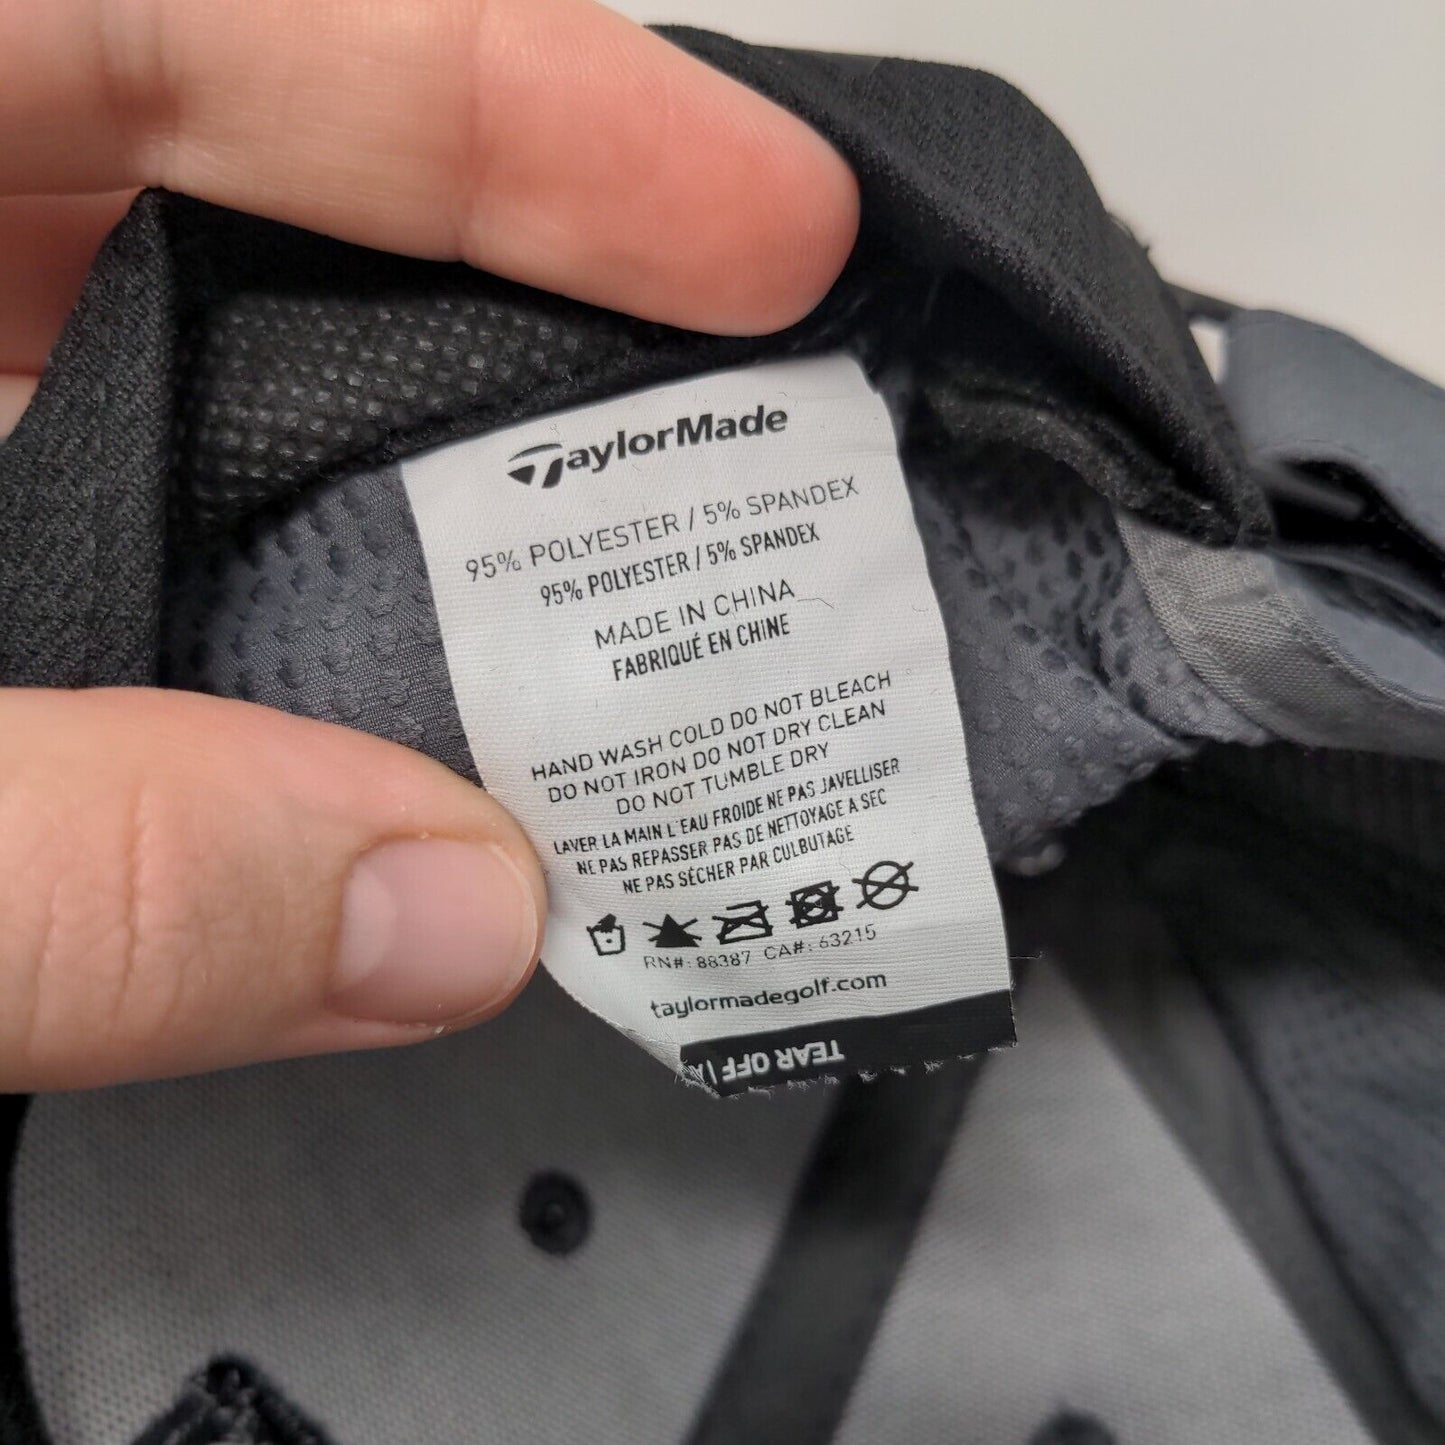 TaylorMade
95% POLYESTER / 5% SPANDEX
95% POLYESTER / 5% SPANDEX
MADE IN CHINA
FABRIQUÉ EN CHINE
HAND WASH COLD DO NOT BLEACH
DO NOT IRON DO NOT DRY CLEAN
DO NOT TUMBLE DRY
LAVER LA MAIN L'EAU FROIDE NE PAS JAVELLISER
NE PAS REPASSER PAS DE NETTOYAGE A SEC
NE PAS SÉCHER PAR CULBUTAGE
RN#: 88387 CA#: 63215
taylormadegolf.com
TEAR OFF |